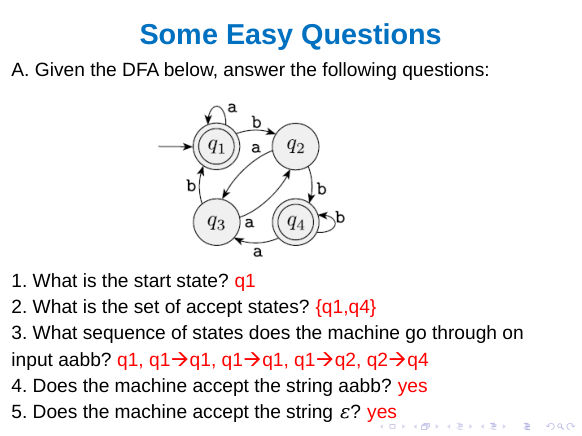 Some Easy Questions
A. Given the DFA below, answer the following questions:
a
b
q1
a
q2
b
b
q3
a
q4
b
a
1. What is the start state? q1
2. What is the set of accept states? {q1,q4}
3. What sequence of states does the machine go through on
input aabb? q1, q1→q1, q1→q1, q1→q2, q2→q4
4. Does the machine accept the string aabb? yes
5. Does the machine accept the string ε? yes